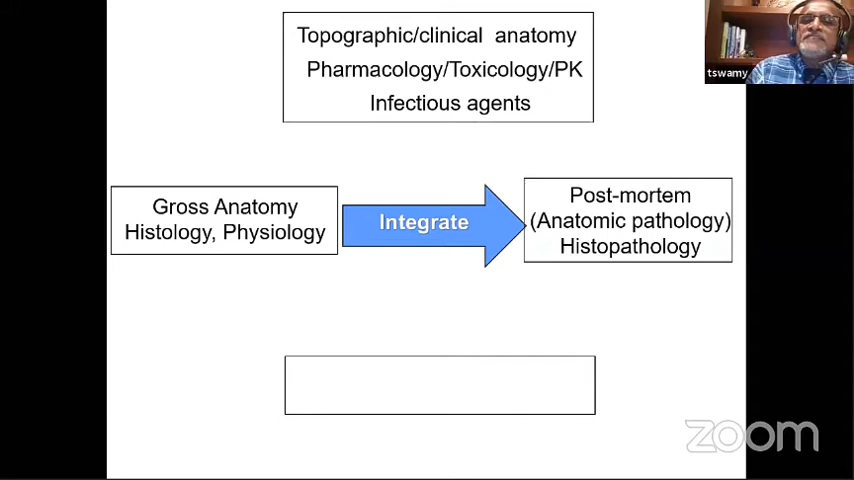 Topographic/clinical anatomy
Pharmacology/Toxicology/PK
Infectious agents
tswamy
Gross Anatomy
Histology, Physiology
Integrate
Post-mortem
(Anatomic pathology)
Histopathology
zoom